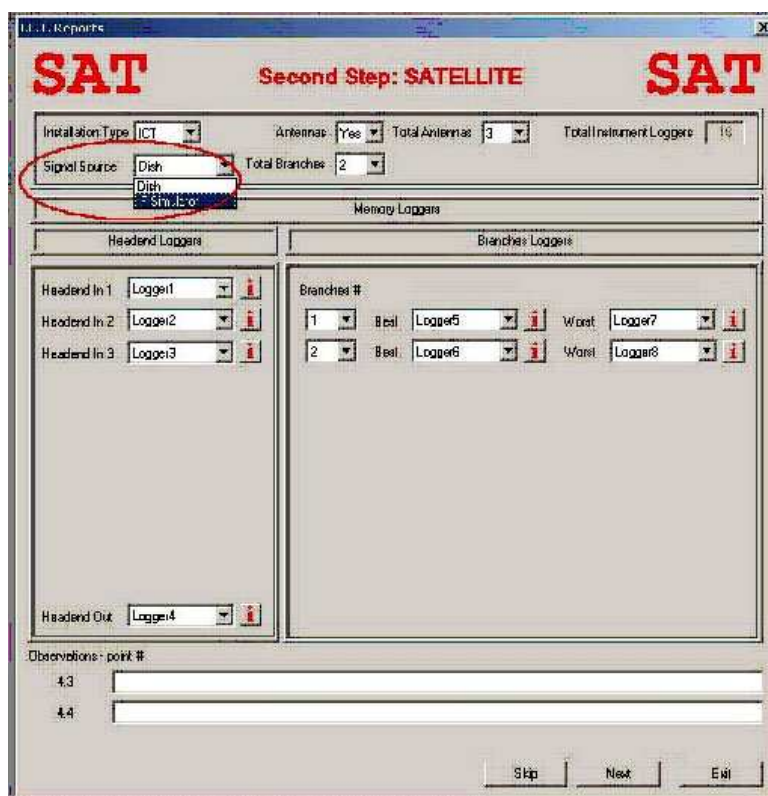 I.C.T. Reports
SAT Second Step: SATELLITE SAT
Installation Type ICT Antennas Yes Total Antennas 3 Total Instrument Loggers 16
Signal Source Dish Total Branches 2
Dish
Simulator
Memory Loggers
Headend Loggers Branches Loggers
Headend In 1 Logger1 i Branches #
Headend In 2 Logger2 i 1 Best Logger5 i Worst Logger7 i
Headend In 3 Logger3 i 2 Best Logger6 i Worst Logger8 i
Headend Out Logger4 i
Observations - point #
4.3
4.4
Skip Next Exit